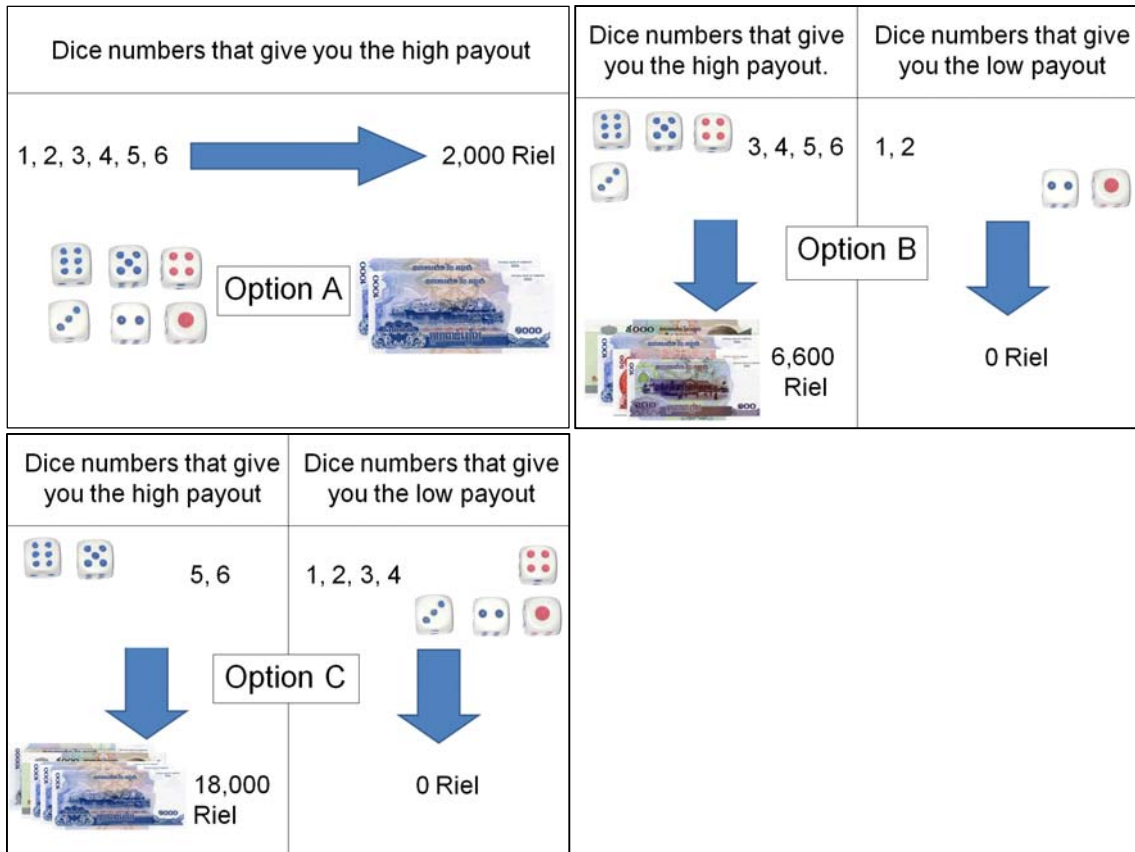 Dice numbers that give you the high payout
1, 2, 3, 4, 5, 6
2,000 Riel
Option A
Dice numbers that give
you the high payout.
Dice numbers that give
you the low payout
3, 4, 5, 6
1, 2
Option B
6,600
Riel
0 Riel
Dice numbers that give
you the high payout
Dice numbers that give
you the low payout
5, 6
1, 2, 3, 4
Option C
18,000
Riel
0 Riel